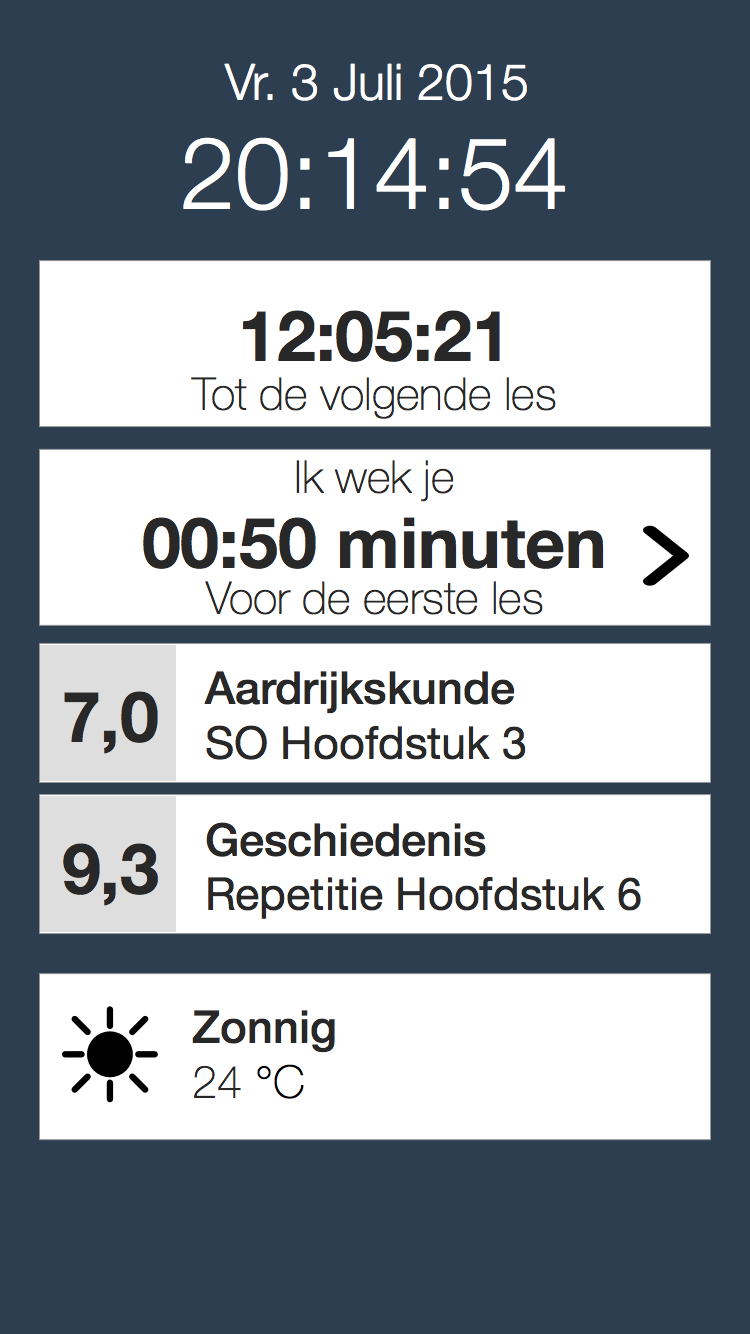 Vr. 3 Juli 2015
20:14:54
12:05:21
Tot de volgende les
Ik wek je
00:50 minuten
Voor de eerste les
7,0
Aardrijkskunde
SO Hoofdstuk 3
9,3
Geschiedenis
Repetitie Hoofdstuk 6
Zonnig
24 °C